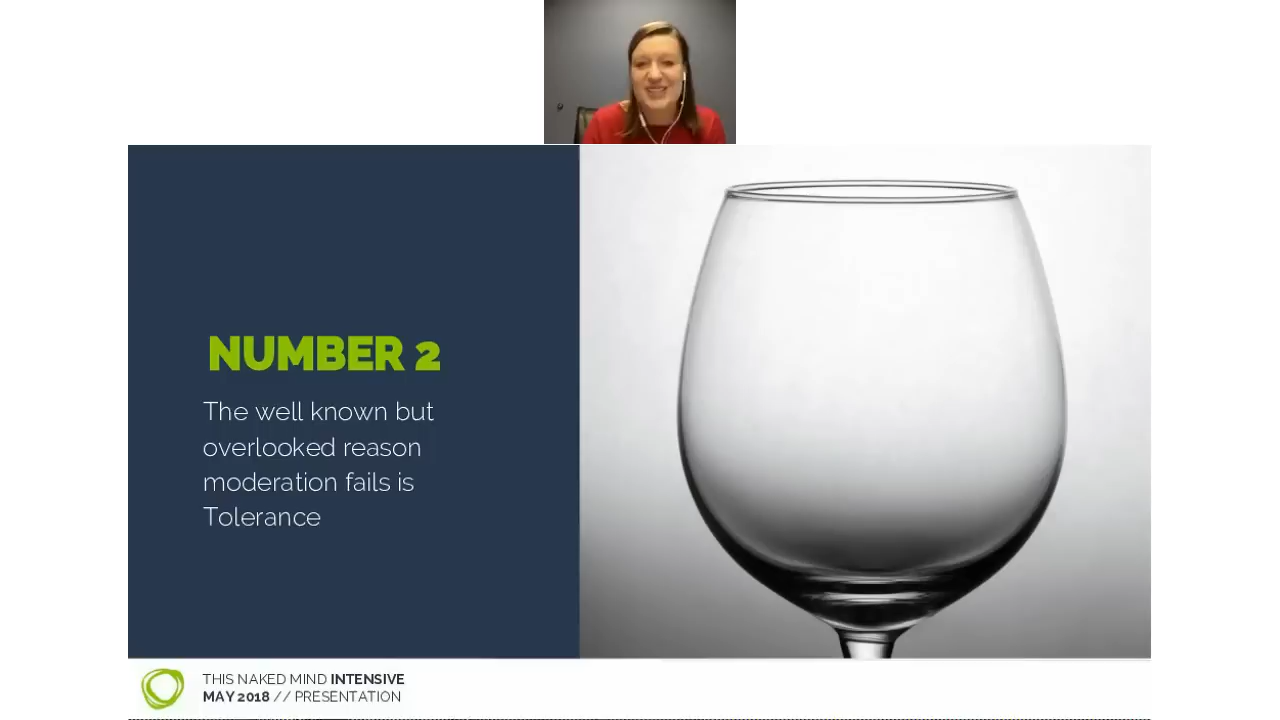 NUMBER 2
The well known but
overlooked reason
moderation fails is
Tolerance
THIS NAKED MIND INTENSIVE
MAY 2018 // PRESENTATION